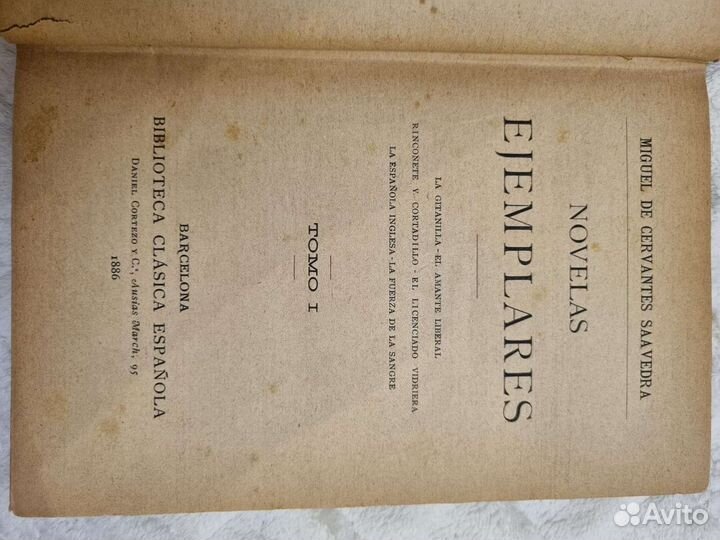 MIGUEL DE CERVANTES SAAVEDRA
NOVELAS
EJEMPLARES
LA GITANILLA-EL AMANTE LIBERAL
RINCONETE Y CORTADILLO - EL LICENCIADO VIDRIERA
LA ESPAÑOLA INGLESA-LA FUERZA DE LA SANGRE
TOMO I
BARCELONA
BIBLIOTECA CLÁSICA ESPAÑOLA
DANIEL CORTEZO Y C.ª, Ausias March, 95
1886
Avito